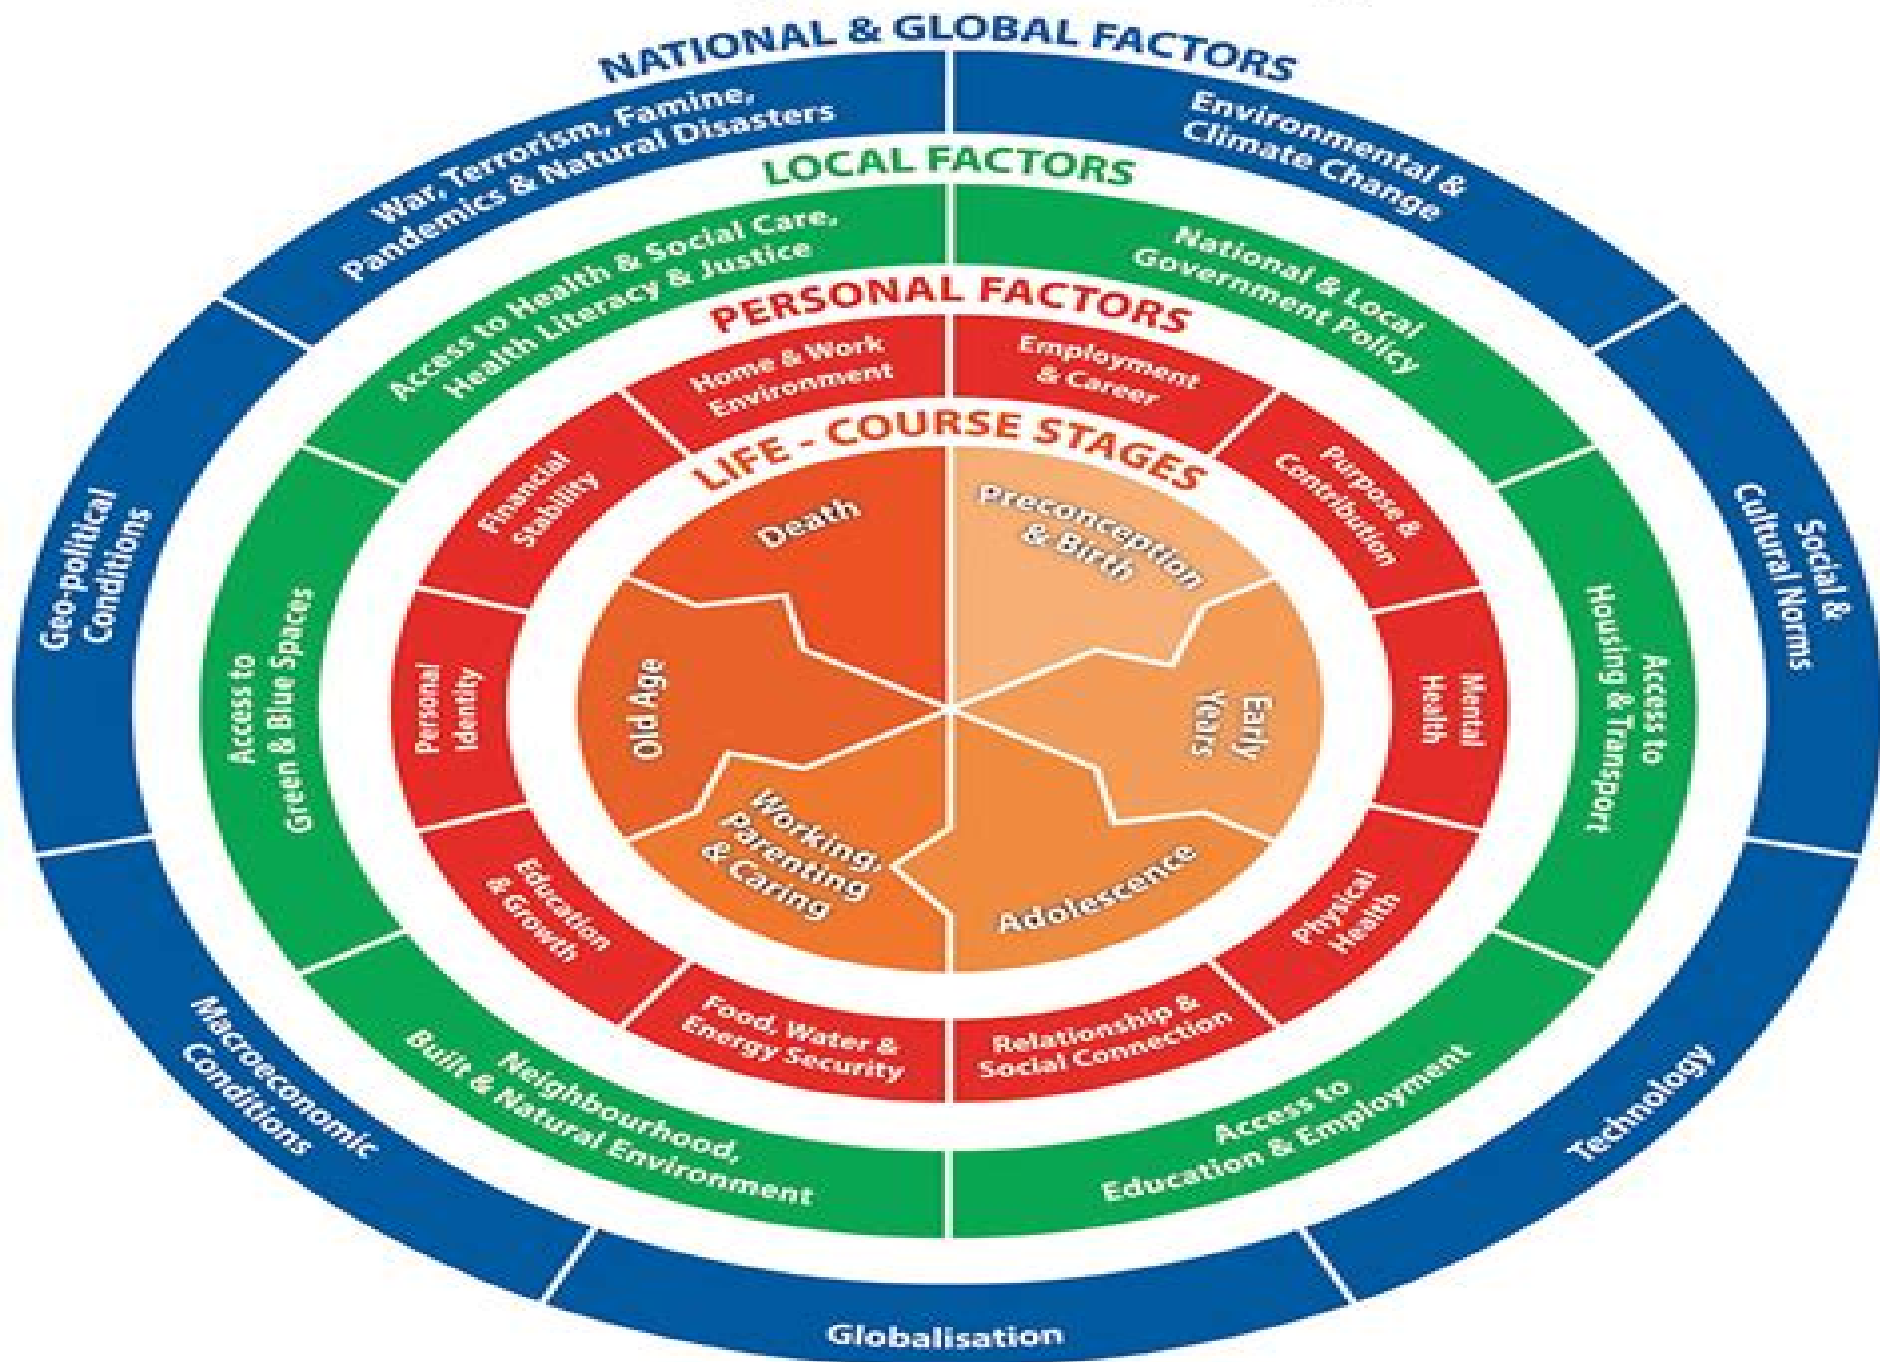 NATIONAL & GLOBAL FACTORS
Environmental &
Climate Change
Social &
Cultural Norms
Technology
Globalisation
Macroeconomic
Conditions
Geo-political
Conditions
War, Terrorism, Famine,
Pandemics & Natural Disasters
LOCAL FACTORS
National & Local
Government Policy
Access to
Housing & Transport
Access to
Education & Employment
Neighbourhood,
Built & Natural Environment
Access to
Green & Blue Spaces
Access to Health & Social Care,
Health Literacy & Justice
PERSONAL FACTORS
Employment
& Career
Purpose &
Contribution
Mental
Health
Physical
Health
Relationship &
Social Connection
Food, Water &
Energy Security
Education
& Growth
Personal
Identity
Financial
Stability
Home & Work
Environment
LIFE - COURSE STAGES
preconception
& Birth
Early
Years
Adolescence
Working,
Parenting
& Caring
Old Age
Death